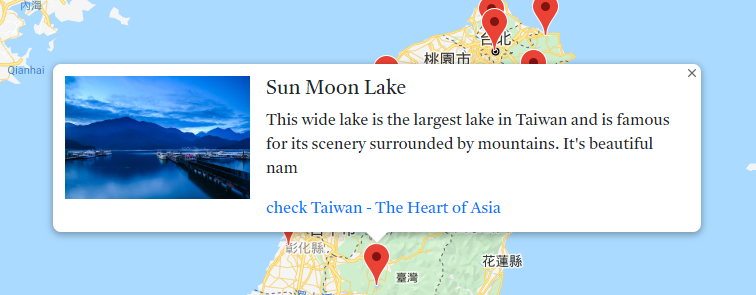 內海
Qianhai
台北
桃園市
Sun Moon Lake
This wide lake is the largest lake in Taiwan and is famous
for its scenery surrounded by mountains. It's beautiful
nam
check Taiwan - The Heart of Asia
彰化縣
臺灣
花蓮縣